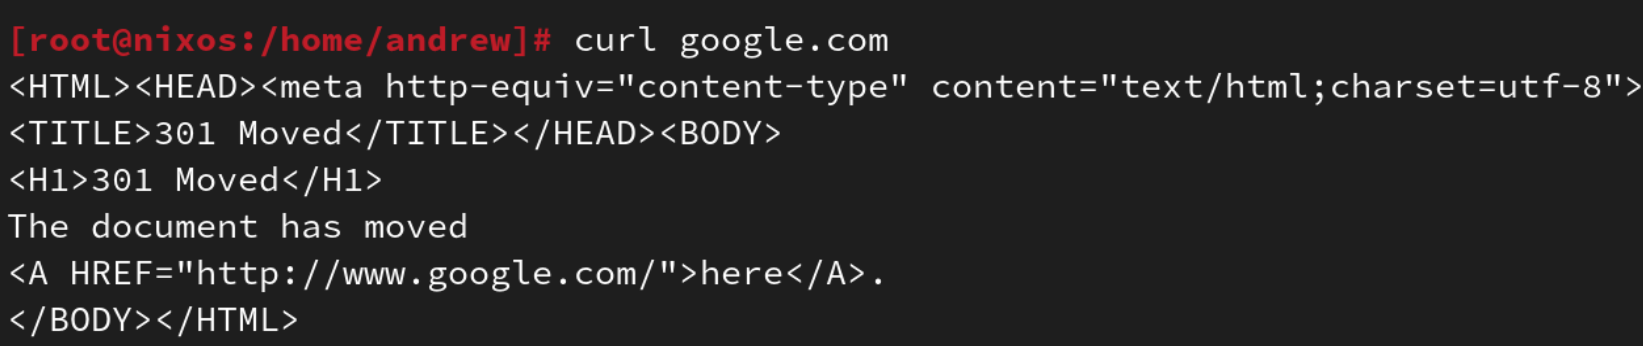 [root@nixos:/home/andrew]# curl google.com
<HTML><HEAD><meta http-equiv="content-type" content="text/html;charset=utf-8">
<TITLE>301 Moved</TITLE></HEAD><BODY>
<H1>301 Moved</H1>
The document has moved
<A HREF="http://www.google.com/">here</A>.
</BODY></HTML>